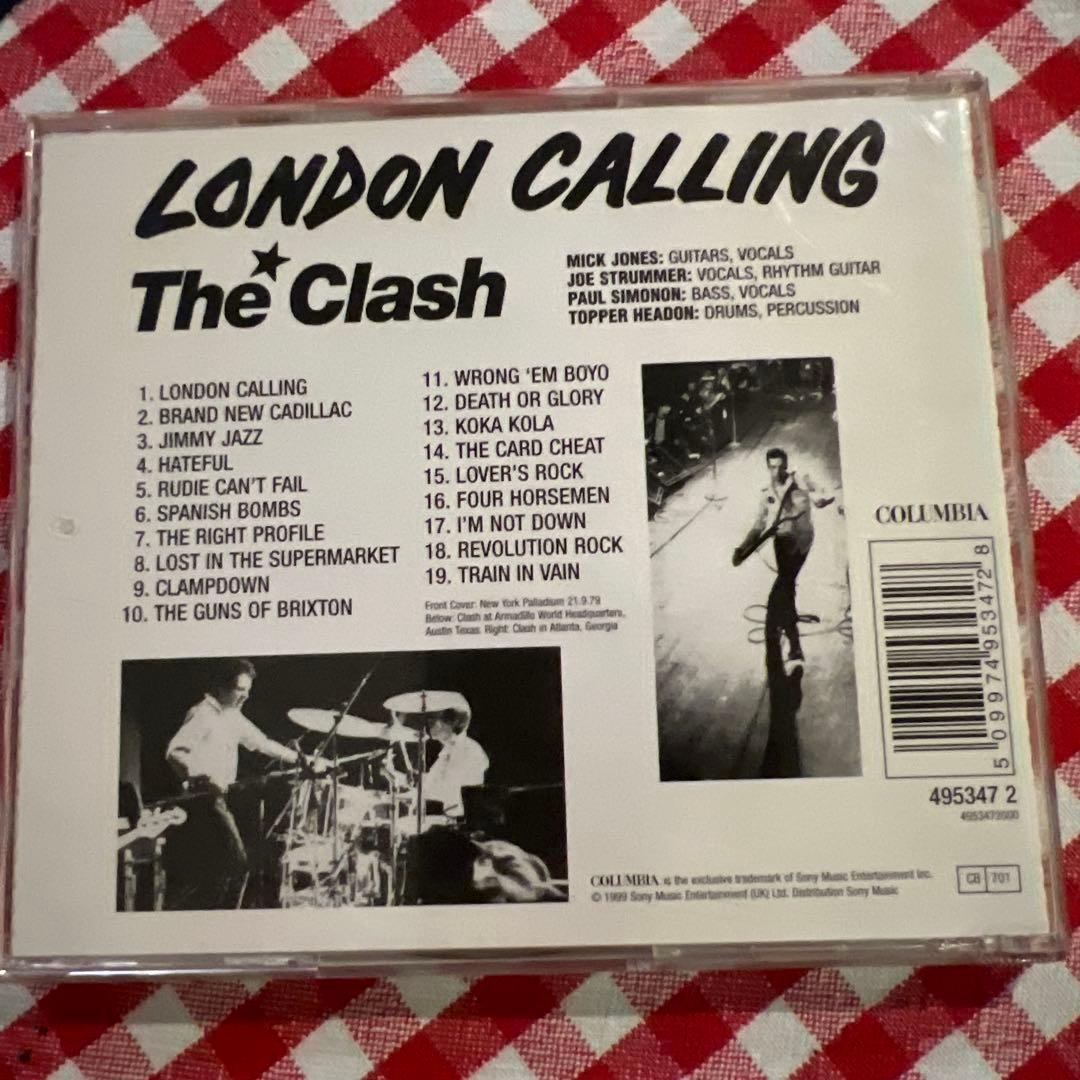 LONDON CALLING
The Clash
MICK JONES: GUITARS, VOCALS
JOE STRUMMER: VOCALS, RHYTHM GUITAR
PAUL SIMONON: BASS, VOCALS
TOPPER HEADON: DRUMS, PERCUSSION
1. LONDON CALLING
2. BRAND NEW CADILLAC
3. JIMMY JAZZ
4. HATEFUL
5. RUDIE CAN'T FAIL
6. SPANISH BOMBS
7. THE RIGHT PROFILE
8. LOST IN THE SUPERMARKET
9. CLAMPDOWN
10. THE GUNS OF BRIXTON
11. WRONG 'EM BOYO
12. DEATH OR GLORY
13. KOKA KOLA
14. THE CARD CHEAT
15. LOVER'S ROCK
16. FOUR HORSEMEN
17. I'M NOT DOWN
18. REVOLUTION ROCK
19. TRAIN IN VAIN
Front Cover: New York Palladium 21.9.79
Below: Clash at Armadillo World Headquarters,
Austin Texas. Right: Clash in Atlanta, Georgia
COLUMBIA
5 099749 534728
495347 2
4953472000
COLUMBIA is the exclusive trademark of Sony Music Entertainment Inc.
© 1999 Sony Music Entertainment (UK) Ltd. Distribution Sony Music
CB 701